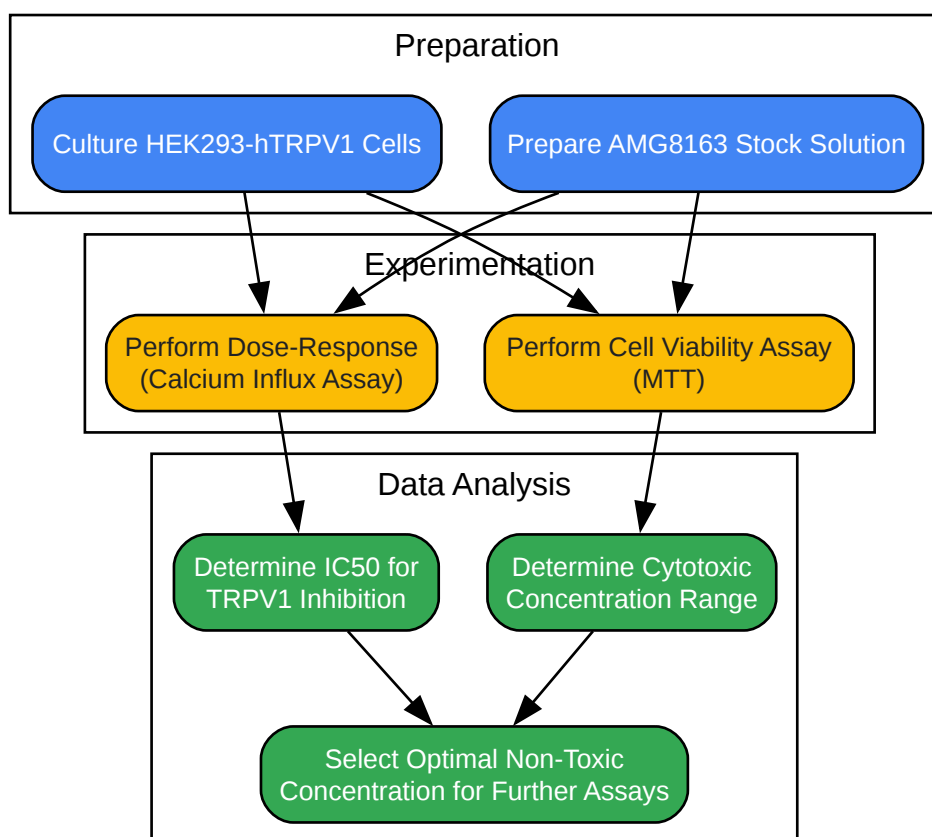 Preparation
Culture HEK293-hTRPV1 Cells
Prepare AMG8163 Stock Solution
Experimentation
Perform Dose-Response
(Calcium Influx Assay)
Perform Cell Viability Assay
(MTT)
Data Analysis
Determine IC50 for
TRPV1 Inhibition
Determine Cytotoxic
Concentration Range
Select Optimal Non-Toxic
Concentration for Further Assays